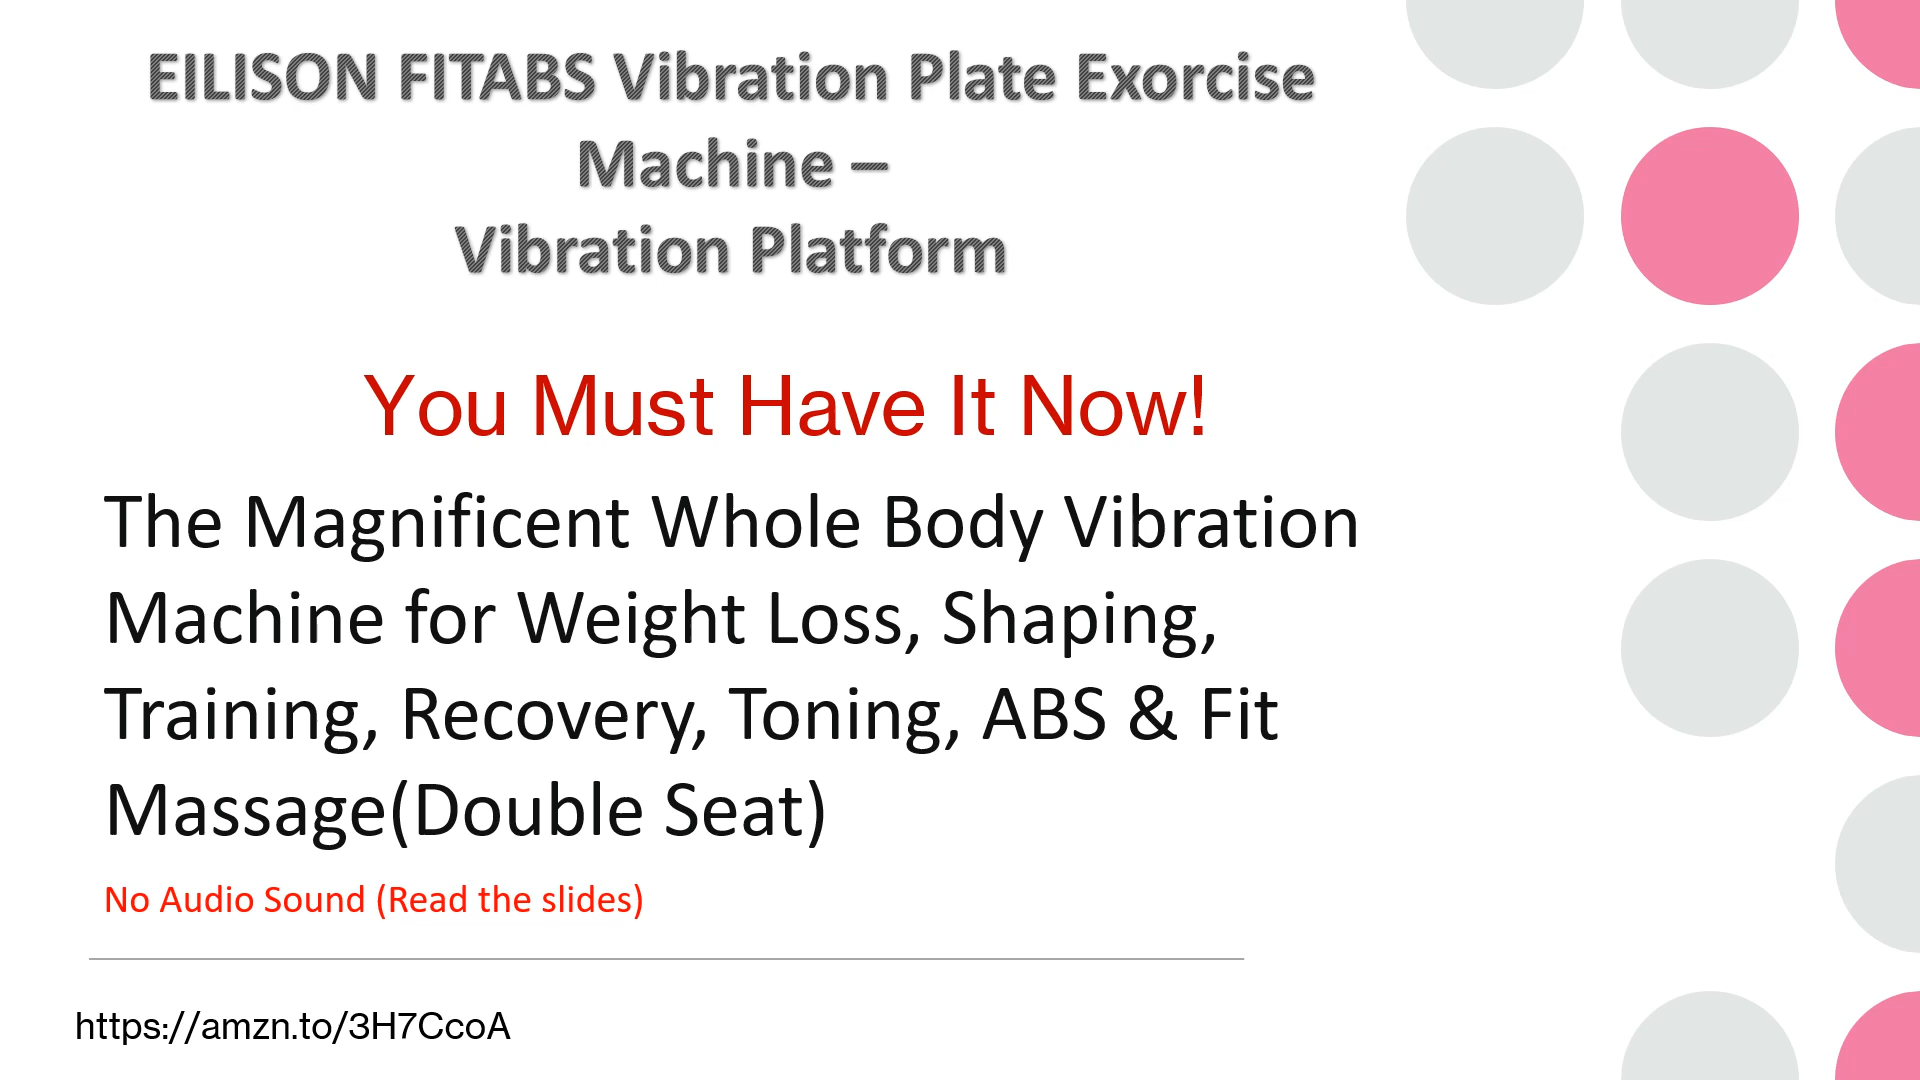 EILISON FITABS Vibration Plate Exorcise
Machine –
Vibration Platform
You Must Have It Now!
The Magnificent Whole Body Vibration
Machine for Weight Loss, Shaping,
Training, Recovery, Toning, ABS & Fit
Massage(Double Seat)
No Audio Sound (Read the slides)
https://amzn.to/3H7CcoA